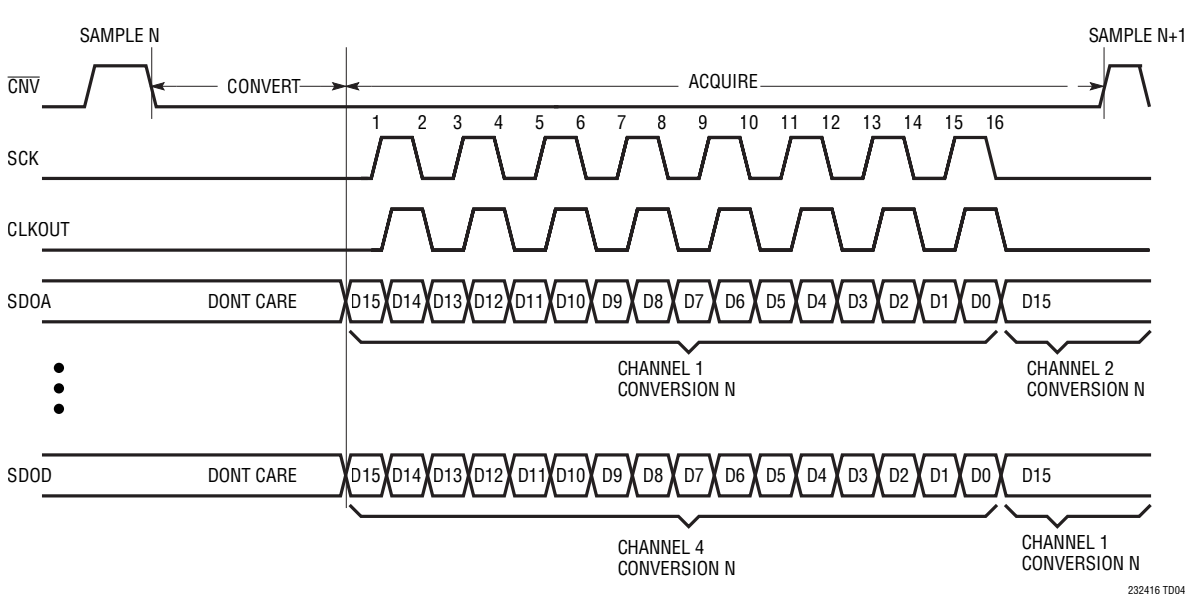 SAMPLE N
SAMPLE N+1
CNV
CONVERT
ACQUIRE
1 2 3 4 5 6 7 8 9 10 11 12 13 14 15 16
SCK
CLKOUT
SDOA
DONT CARE
D15 D14 D13 D12 D11 D10 D9 D8 D7 D6 D5 D4 D3 D2 D1 D0 D15
CHANNEL 1
CONVERSION N
CHANNEL 2
CONVERSION N
SDOD
DONT CARE
D15 D14 D13 D12 D11 D10 D9 D8 D7 D6 D5 D4 D3 D2 D1 D0 D15
CHANNEL 4
CONVERSION N
CHANNEL 1
CONVERSION N
232416 TD04